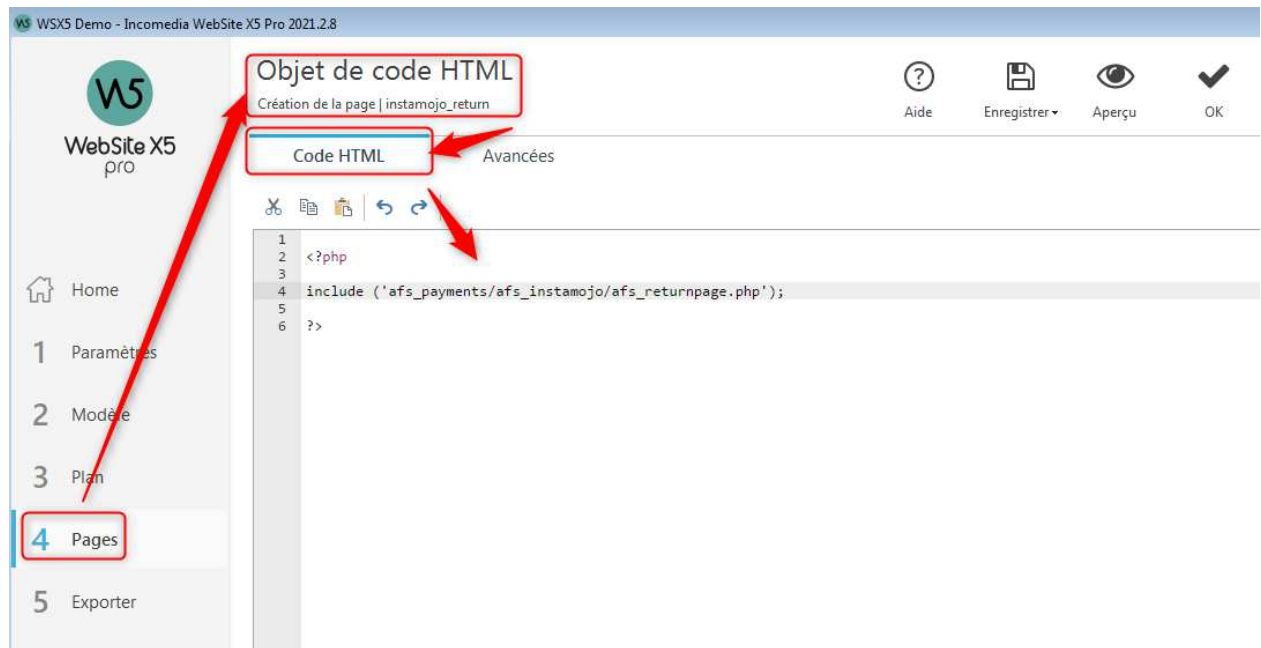 WSX5 Demo - Incomedia WebSite X5 Pro 2021.2.8
W5
WebSite X5
pro
Objet de code HTML
Création de la page | instamojo_return
Aide
Enregistrer
Aperçu
OK
Code HTML
Avancées
Home
1 Paramètres
2 Modèle
3 Plan
4 Pages
5 Exporter
1
2 <?php
3
4 include ('afs_payments/afs_instamojo/afs_returnpage.php');
5
6 ?>